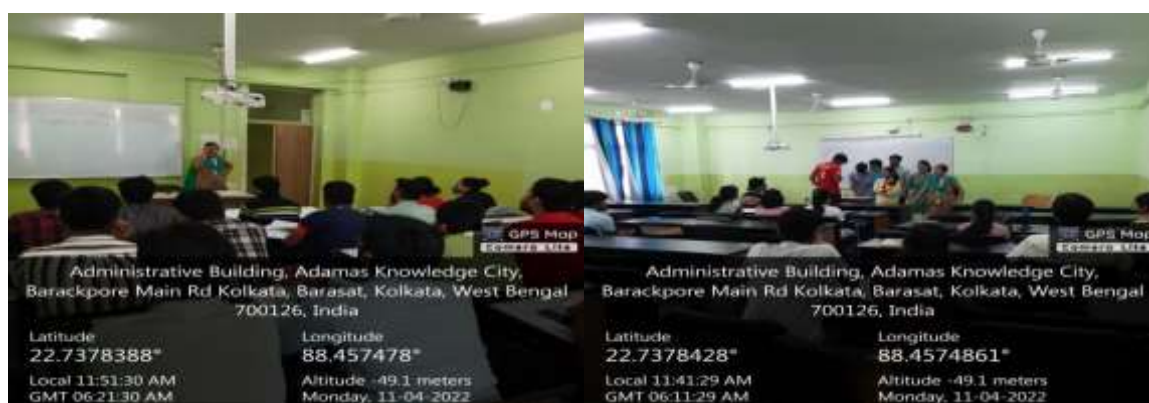 GPS Map
Camera Lite
Administrative Building, Adamas Knowledge City,
Barackpore Main Rd Kolkata, Barasat, Kolkata, West Bengal
700126, India
Latitude
22.7378388°
Longitude
88.457478°
Local 11:51:30 AM
GMT 06:21:30 AM
Altitude -49.1 meters
Monday, 11-04-2022
GPS Map
Camera Lite
Administrative Building, Adamas Knowledge City,
Barackpore Main Rd Kolkata, Barasat, Kolkata, West Bengal
700126, India
Latitude
22.7378428°
Longitude
88.4574861°
Local 11:41:29 AM
GMT 06:11:29 AM
Altitude -49.1 meters
Monday, 11-04-2022